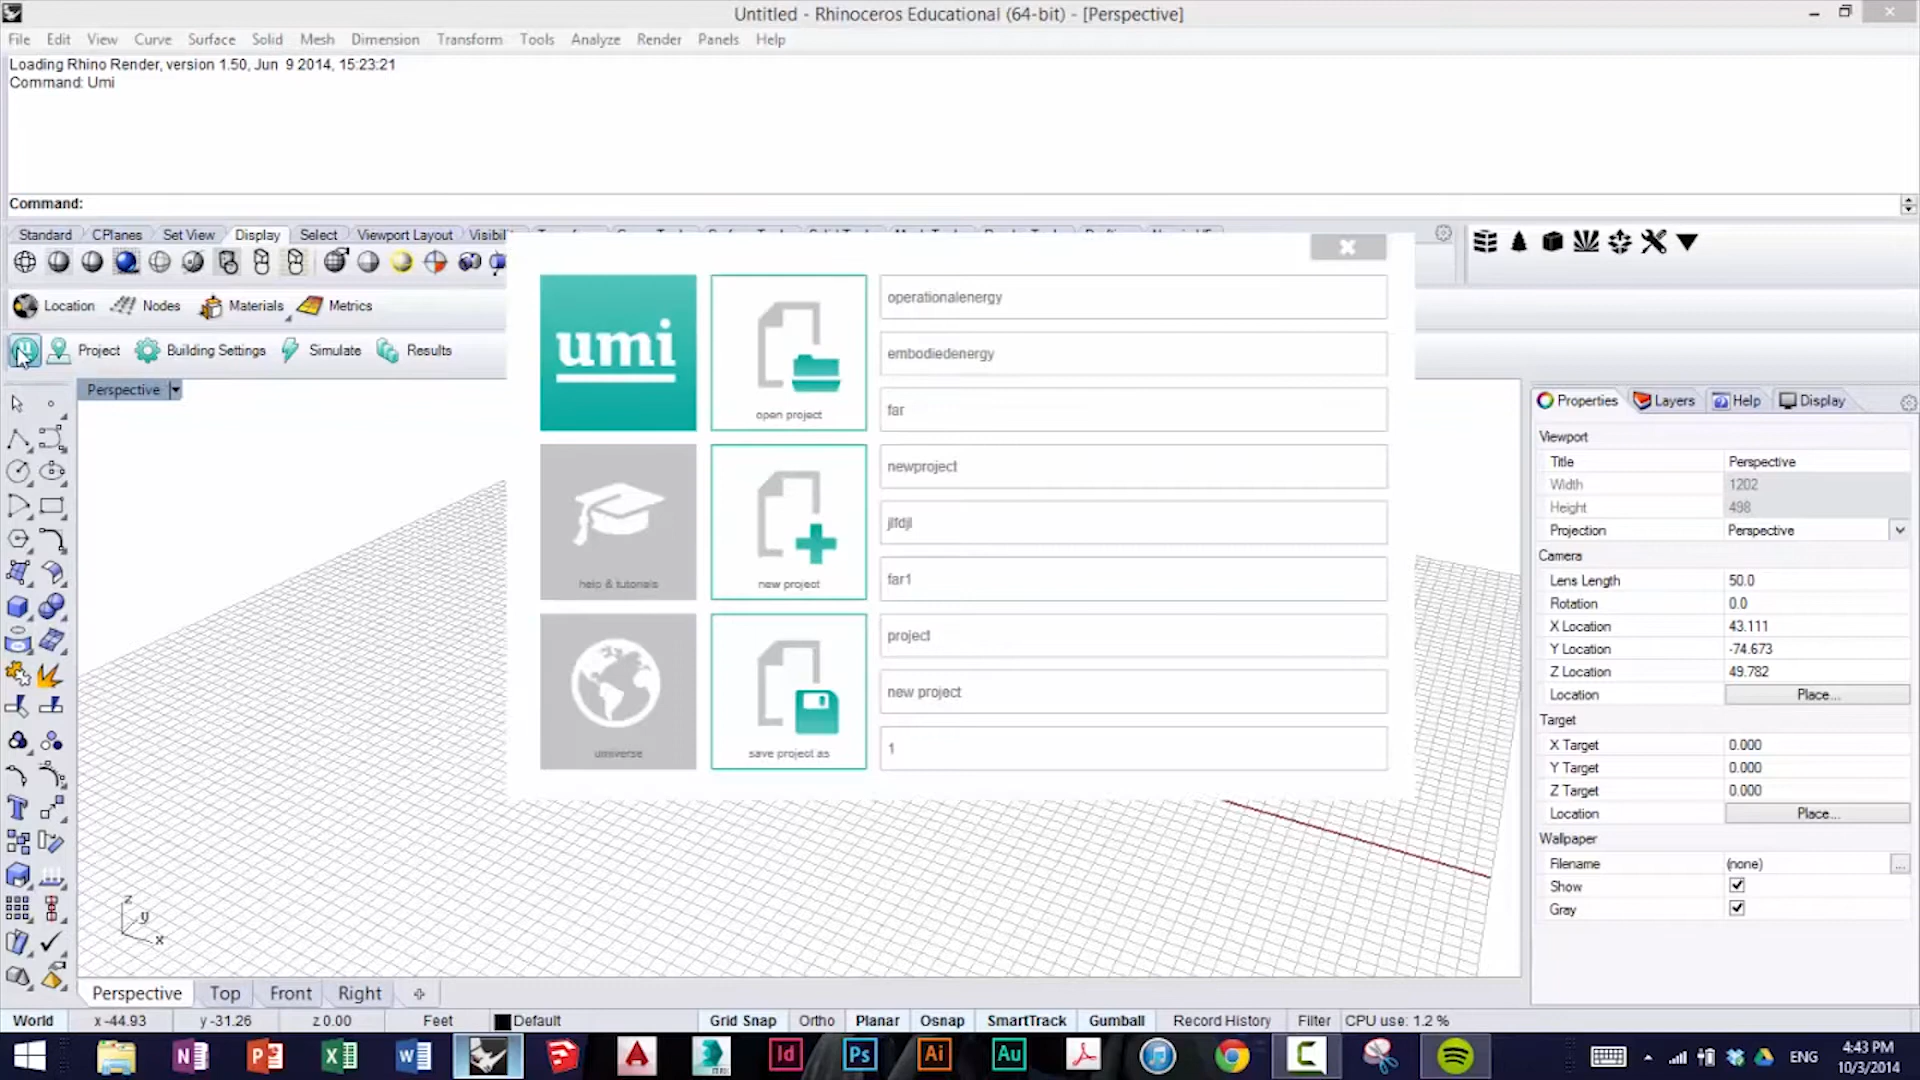 Untitled - Rhinoceros Educational (64-bit) - [Perspective]
File Edit View Curve Surface Solid Mesh Dimension Transform Tools Analyze Render Panels Help
Loading Rhino Render, version 1.50, Jun 9 2014, 15:23:21
Command: Umi
Command:
Standard CPlanes Set View Display Select Viewport Layout
Location Nodes Materials Metrics
Project Building Settings Simulate Results
Perspective
umi
open project
help & tutorials
new project
umiverse
save project as
operationalenergy
embodiedenergy
far
newproject
jlfdjl
far1
project
new project
1
Properties Layers Help Display
Viewport
Title Perspective
Width 1202
Height 498
Projection Perspective
Camera
Lens Length 50.0
Rotation 0.0
X Location 43.111
Y Location -74.673
Z Location 49.782
Location Place...
Target
X Target 0.000
Y Target 0.000
Z Target 0.000
Location Place...
Wallpaper
Filename (none) ...
Show
Gray
z
y
x
Perspective Top Front Right
World x -44.93 y -31.26 z 0.00 Feet Default Grid Snap Ortho Planar Osnap SmartTrack Gumball Record History Filter CPU use: 1.2 %
Id Ps Ai Au
ENG
4:43 PM
10/3/2014